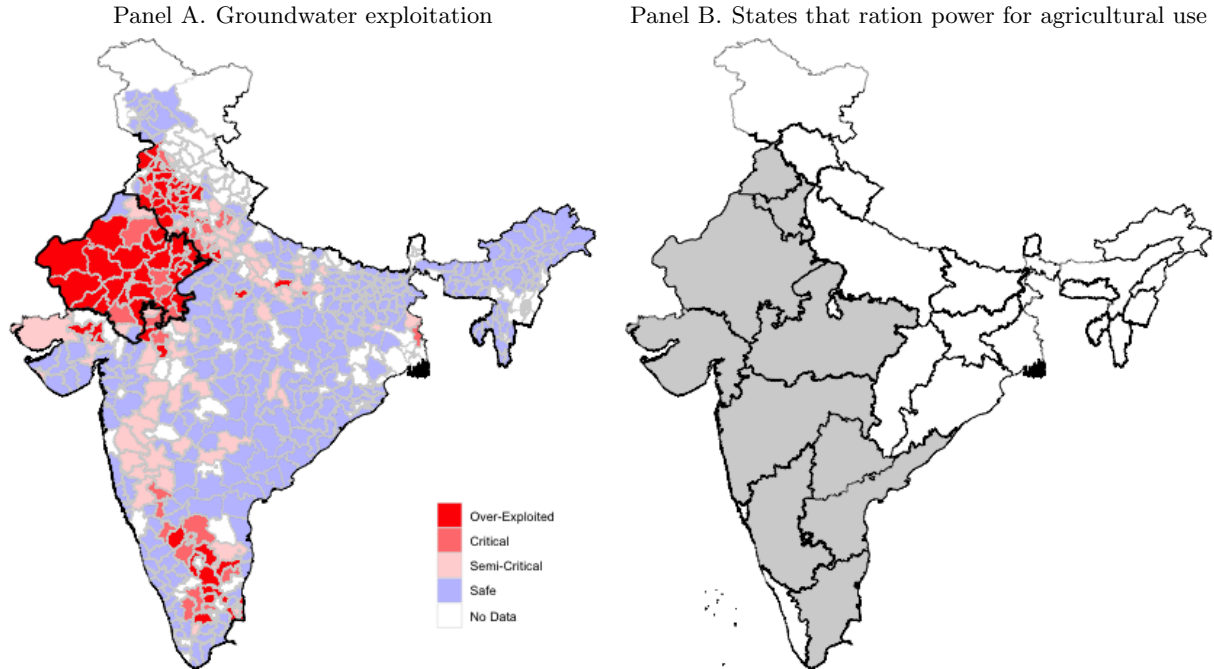 Panel A. Groundwater exploitation
Panel B. States that ration power for agricultural use
Over-Exploited
Critical
Semi-Critical
Safe
No Data